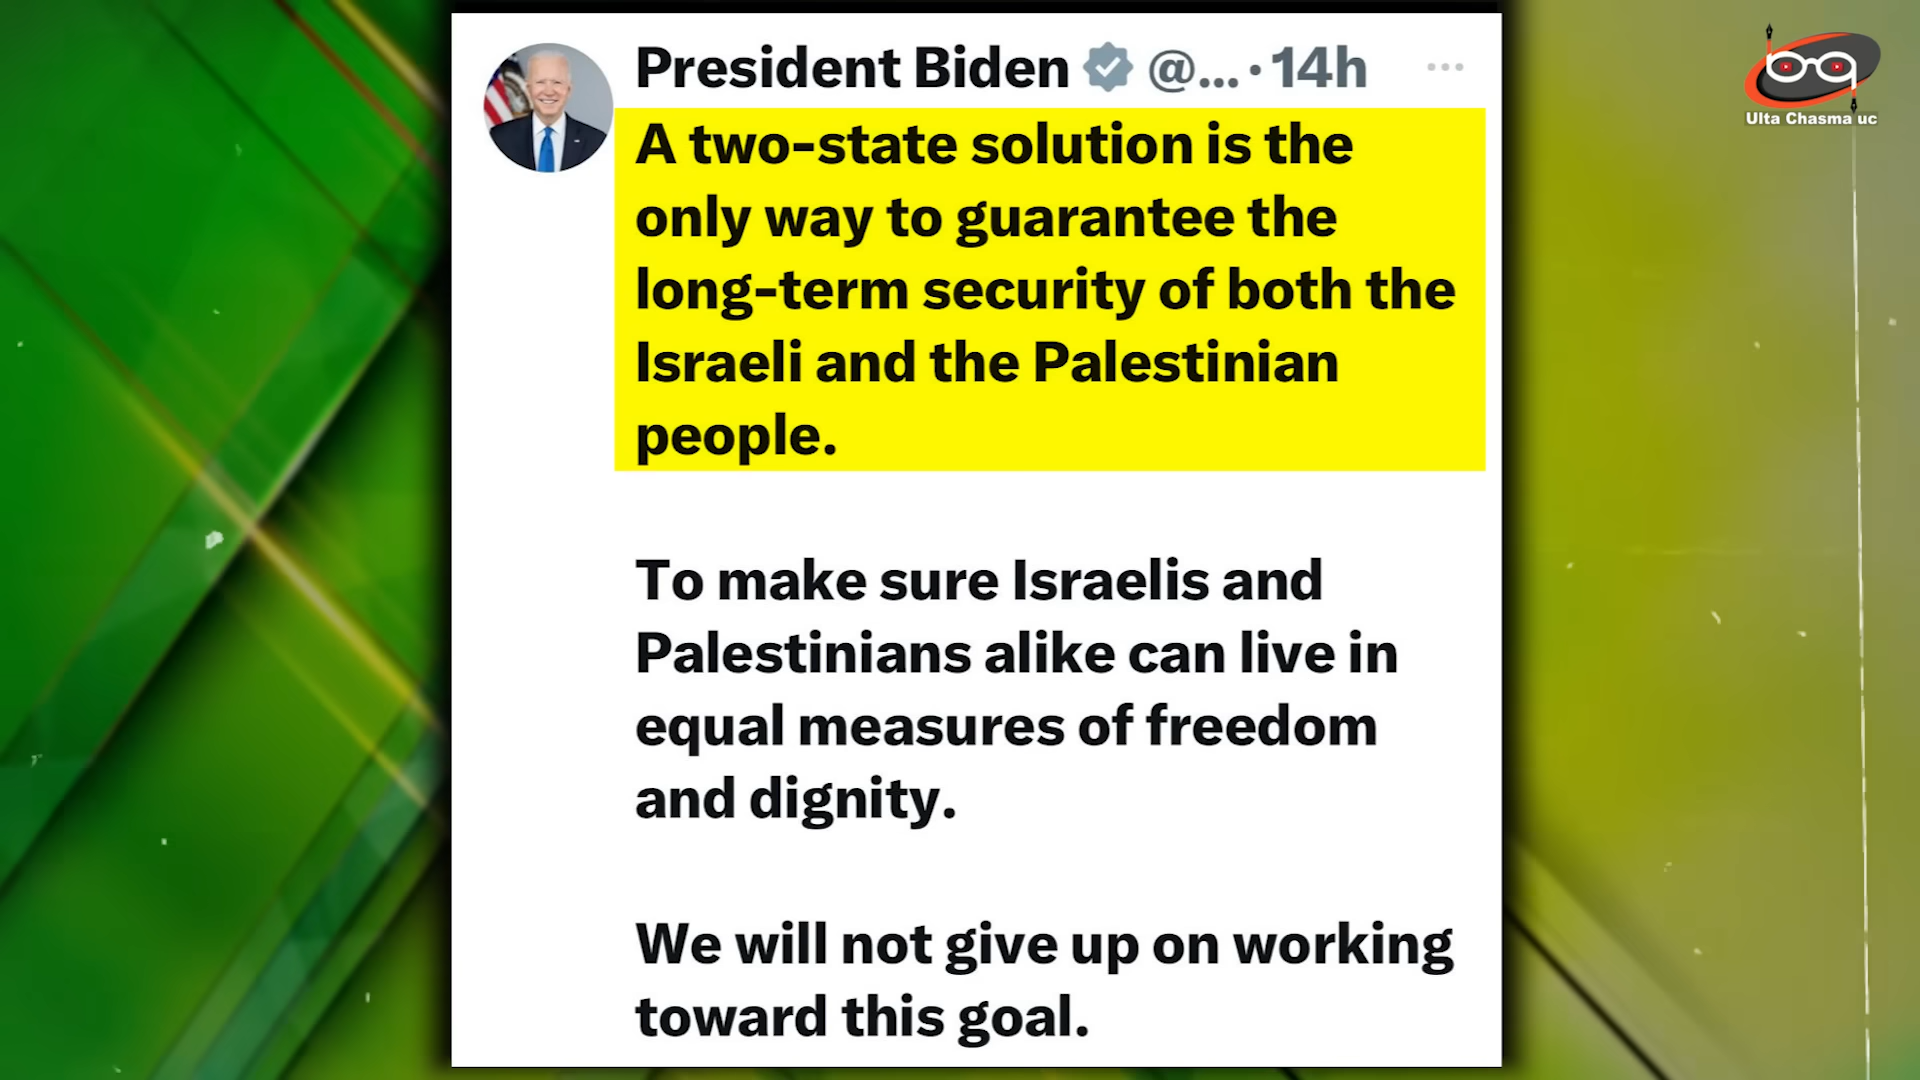 President Biden @... · 14h ...
A two-state solution is the
only way to guarantee the
long-term security of both the
Israeli and the Palestinian
people.
To make sure Israelis and
Palestinians alike can live in
equal measures of freedom
and dignity.
We will not give up on working
toward this goal.
Ulta Chasma uc